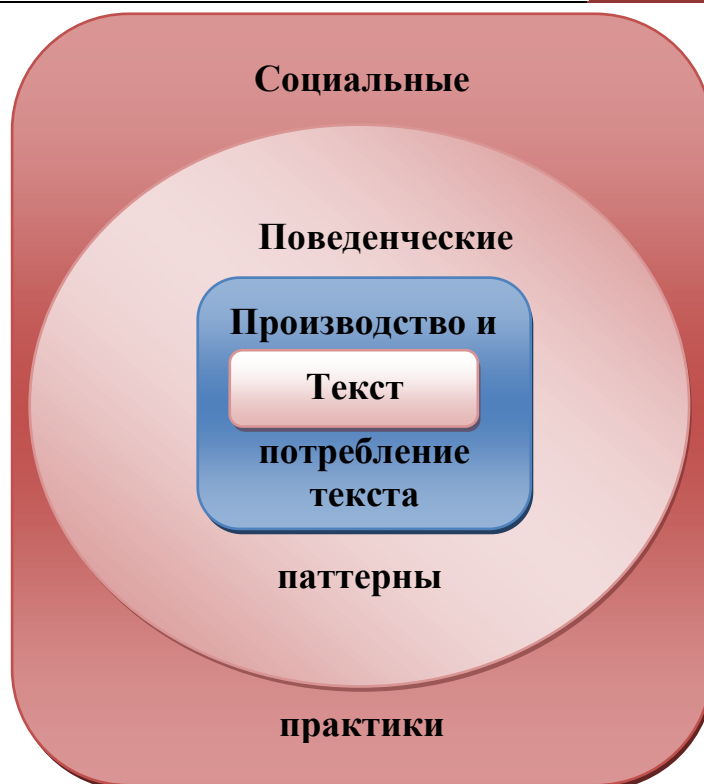 Социальные
Поведенческие
Производство и
Текст
потребление
текста
паттерны
практики